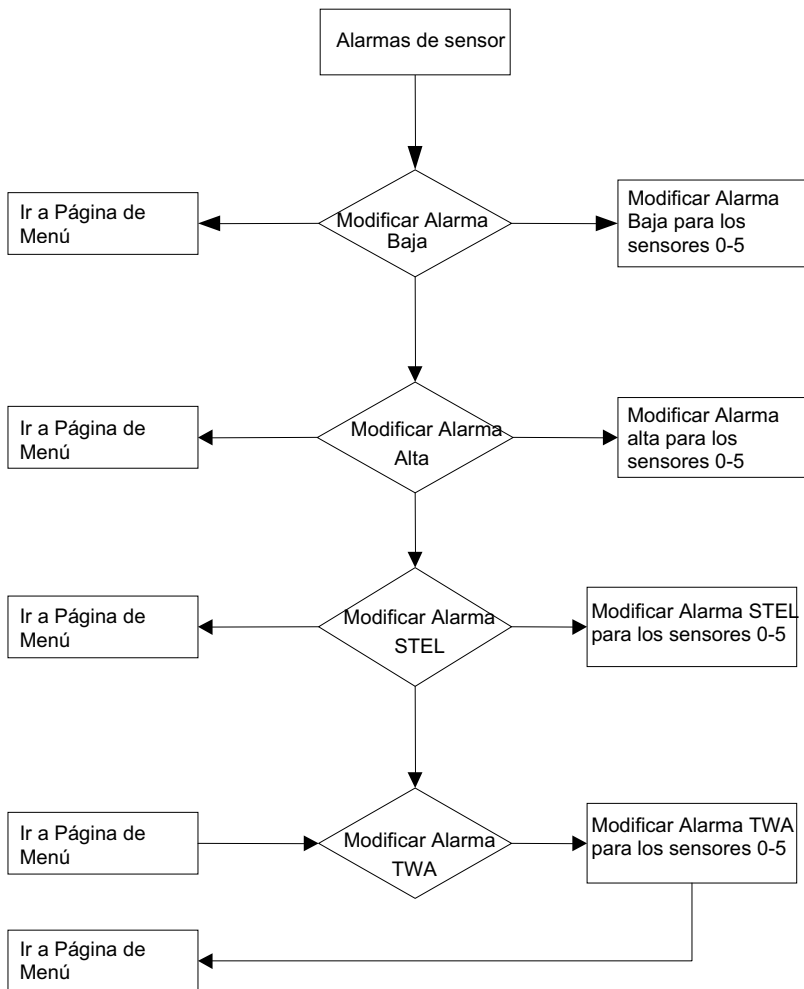 Alarmas de sensor
Ir a Página de
Menú
Modificar Alarma
Baja
Modificar Alarma
Baja para los
sensores 0-5
Ir a Página de
Menú
Modificar Alarma
Alta
Modificar Alarma
alta para los
sensores 0-5
Ir a Página de
Menú
Modificar Alarma
STEL
Modificar Alarma STEL
para los sensores 0-5
Ir a Página de
Menú
Modificar Alarma
TWA
Modificar Alarma TWA
para los sensores 0-5
Ir a Página de
Menú